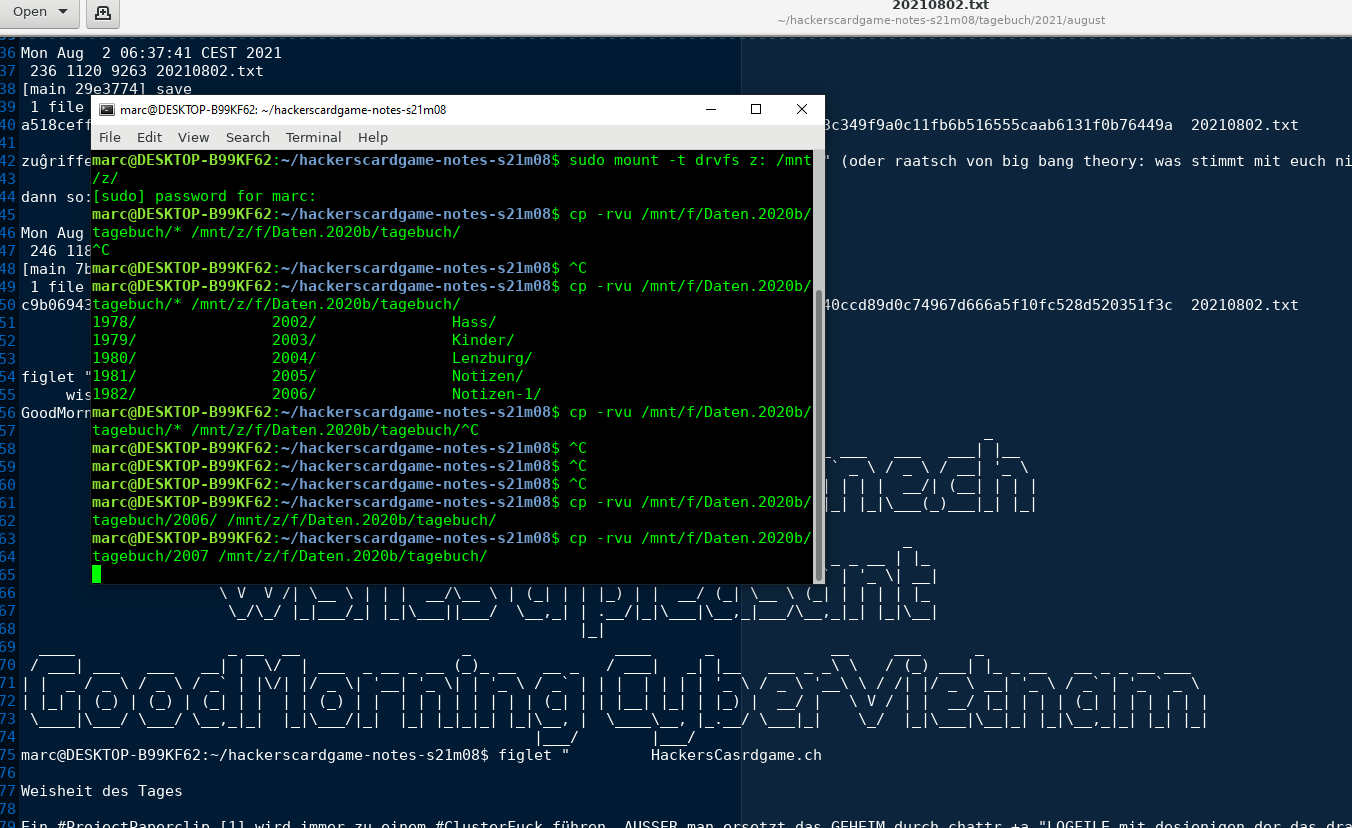 Open
20210802.txt
~/hackerscardgame-notes-s21m08/tagebuch/2021/august
36 Mon Aug  2 06:37:41 CEST 2021
37  236 1120 9263 20210802.txt
38 [main 29e3774] save
39  1 file
40 a518ceff 3c349f9a0c11fb6b516555caab6131f0b76449a  20210802.txt
41
42 zuĝriffe " (oder raatsch von big bang theory: was stimmt mit euch ni
43
44 dann so:
45
46 Mon Aug
47  246 118
48 [main 7b
49  1 file
50 c9b06943 40ccd89d0c74967d666a5f10fc528d520351f3c  20210802.txt
51
52
53
54 figlet "
55      wis
56 GoodMorn
57
58
59
60
61
62
63
64
65
66
67
68
69
70 GoodMorning CyberVietnam
71
72
73
74
75 marc@DESKTOP-B99KF62:~/hackerscardgame-notes-s21m08$ figlet "         HackersCasrdgame.ch
76
77 Weisheit des Tages
78
79 Ein #ProjectPaperclip [1] wird immer zu einem #ClusterFuck führen, AUSSER man ersetzt das GEHEIM durch chattr +a "LOGFILE mit desjenigen der das dra
marc@DESKTOP-B99KF62: ~/hackerscardgame-notes-s21m08
File Edit View Search Terminal Help
marc@DESKTOP-B99KF62:~/hackerscardgame-notes-s21m08$ sudo mount -t drvfs z: /mnt
/z/
[sudo] password for marc:
marc@DESKTOP-B99KF62:~/hackerscardgame-notes-s21m08$ cp -rvu /mnt/f/Daten.2020b/
tagebuch/* /mnt/z/f/Daten.2020b/tagebuch/
^C
marc@DESKTOP-B99KF62:~/hackerscardgame-notes-s21m08$ ^C
marc@DESKTOP-B99KF62:~/hackerscardgame-notes-s21m08$ cp -rvu /mnt/f/Daten.2020b/
tagebuch/* /mnt/z/f/Daten.2020b/tagebuch/
1978/               2002/               Hass/
1979/               2003/               Kinder/
1980/               2004/               Lenzburg/
1981/               2005/               Notizen/
1982/               2006/               Notizen-1/
marc@DESKTOP-B99KF62:~/hackerscardgame-notes-s21m08$ cp -rvu /mnt/f/Daten.2020b/
tagebuch/* /mnt/z/f/Daten.2020b/tagebuch/^C
marc@DESKTOP-B99KF62:~/hackerscardgame-notes-s21m08$ ^C
marc@DESKTOP-B99KF62:~/hackerscardgame-notes-s21m08$ ^C
marc@DESKTOP-B99KF62:~/hackerscardgame-notes-s21m08$ ^C
marc@DESKTOP-B99KF62:~/hackerscardgame-notes-s21m08$ cp -rvu /mnt/f/Daten.2020b/
tagebuch/2006/ /mnt/z/f/Daten.2020b/tagebuch/
marc@DESKTOP-B99KF62:~/hackerscardgame-notes-s21m08$ cp -rvu /mnt/f/Daten.2020b/
tagebuch/2007 /mnt/z/f/Daten.2020b/tagebuch/